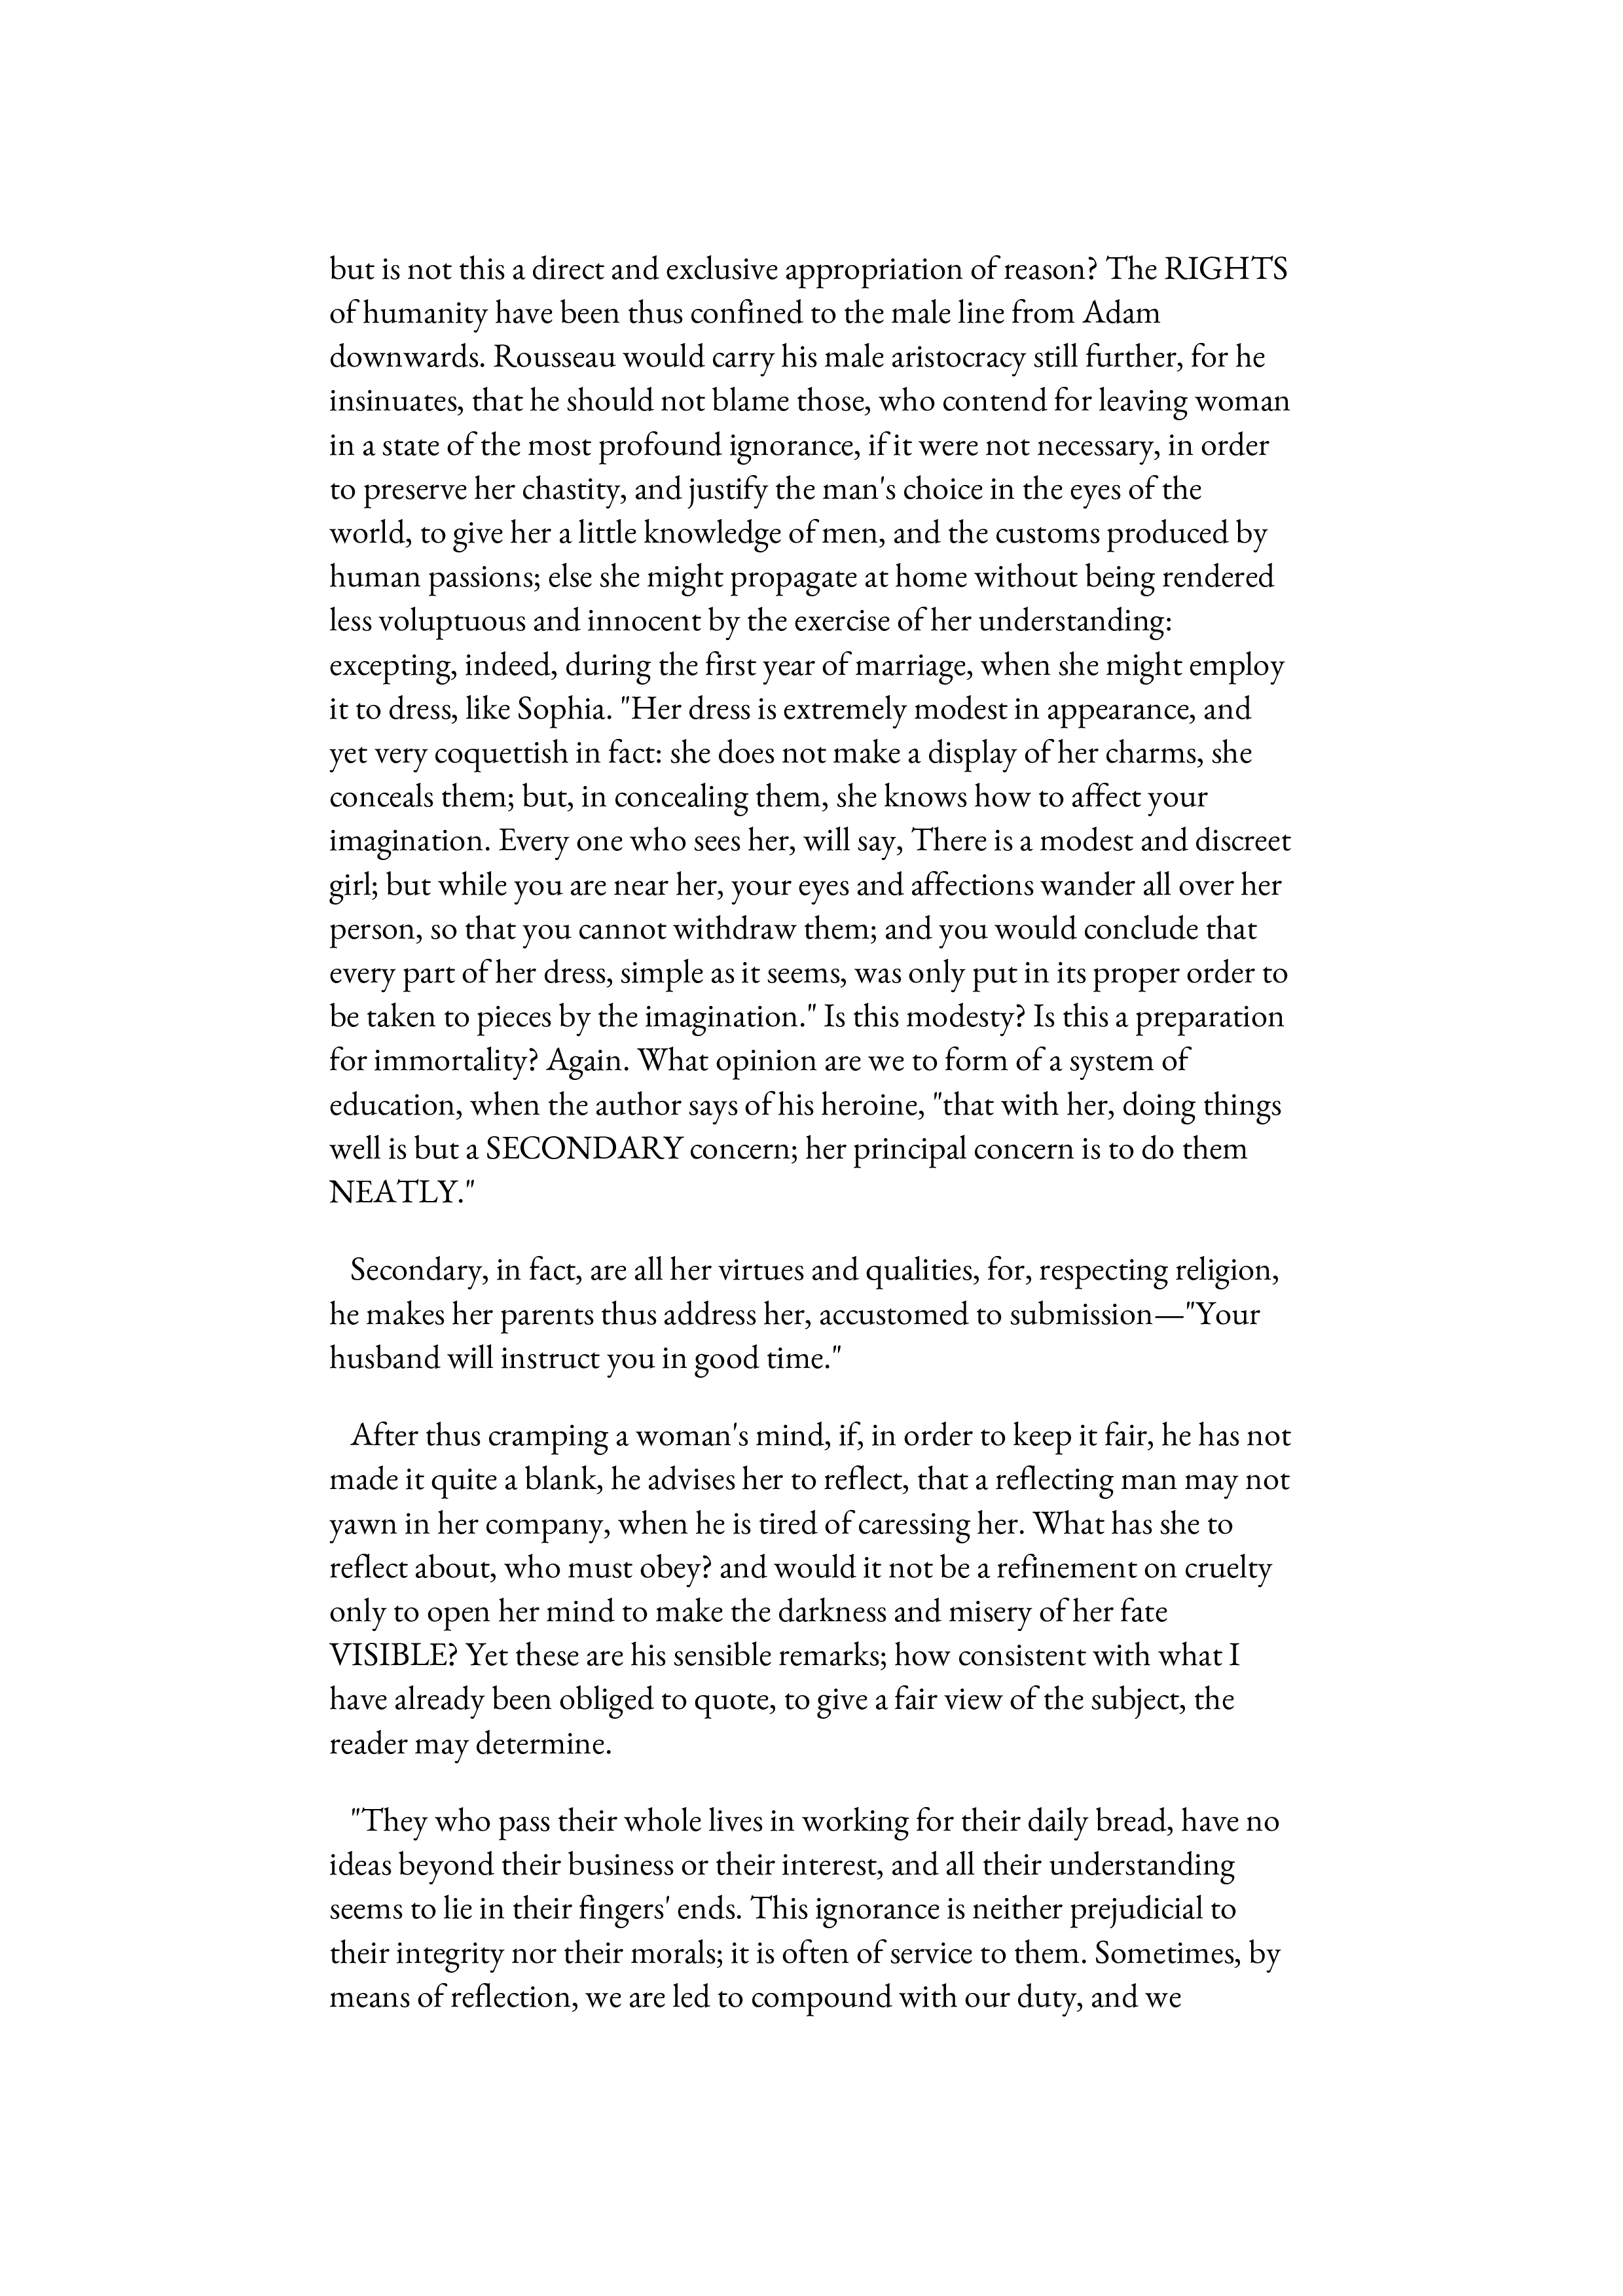 but is not this a direct and exclusive appropriation of reason? The RIGHTS
of humanity have been thus confined to the male line from Adam
downwards. Rousseau would carry his male aristocracy still further, for he
insinuates, that he should not blame those, who contend for leaving woman
in a state of the most profound ignorance, if it were not necessary, in order
to preserve her chastity, and justify the man's choice in the eyes of the
world, to give her a little knowledge of men, and the customs produced by
human passions; else she might propagate at home without being rendered
less voluptuous and innocent by the exercise of her understanding:
excepting, indeed, during the first year of marriage, when she might employ
it to dress, like Sophia. "Her dress is extremely modest in appearance, and
yet very coquettish in fact: she does not make a display of her charms, she
conceals them; but, in concealing them, she knows how to affect your
imagination. Every one who sees her, will say, There is a modest and discreet
girl; but while you are near her, your eyes and affections wander all over her
person, so that you cannot withdraw them; and you would conclude that
every part of her dress, simple as it seems, was only put in its proper order to
be taken to pieces by the imagination." Is this modesty? Is this a preparation
for immortality? Again. What opinion are we to form of a system of
education, when the author says of his heroine, "that with her, doing things
well is but a SECONDARY concern; her principal concern is to do them
NEATLY."
Secondary, in fact, are all her virtues and qualities, for, respecting religion,
he makes her parents thus address her, accustomed to submission—"Your
husband will instruct you in good time."
After thus cramping a woman's mind, if, in order to keep it fair, he has not
made it quite a blank, he advises her to reflect, that a reflecting man may not
yawn in her company, when he is tired of caressing her. What has she to
reflect about, who must obey? and would it not be a refinement on cruelty
only to open her mind to make the darkness and misery of her fate
VISIBLE? Yet these are his sensible remarks; how consistent with what I
have already been obliged to quote, to give a fair view of the subject, the
reader may determine.
"They who pass their whole lives in working for their daily bread, have no
ideas beyond their business or their interest, and all their understanding
seems to lie in their fingers' ends. This ignorance is neither prejudicial to
their integrity nor their morals; it is often of service to them. Sometimes, by
means of reflection, we are led to compound with our duty, and we